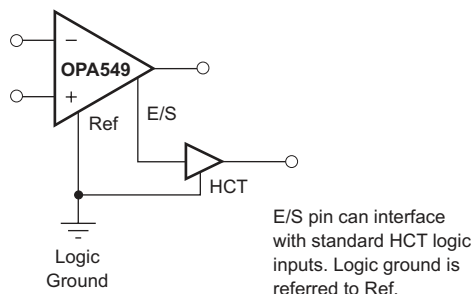 −
OPA549
+
Ref
E/S
HCT
Logic
Ground
E/S pin can interface
with standard HCT logic
inputs. Logic ground is
referred to Ref.